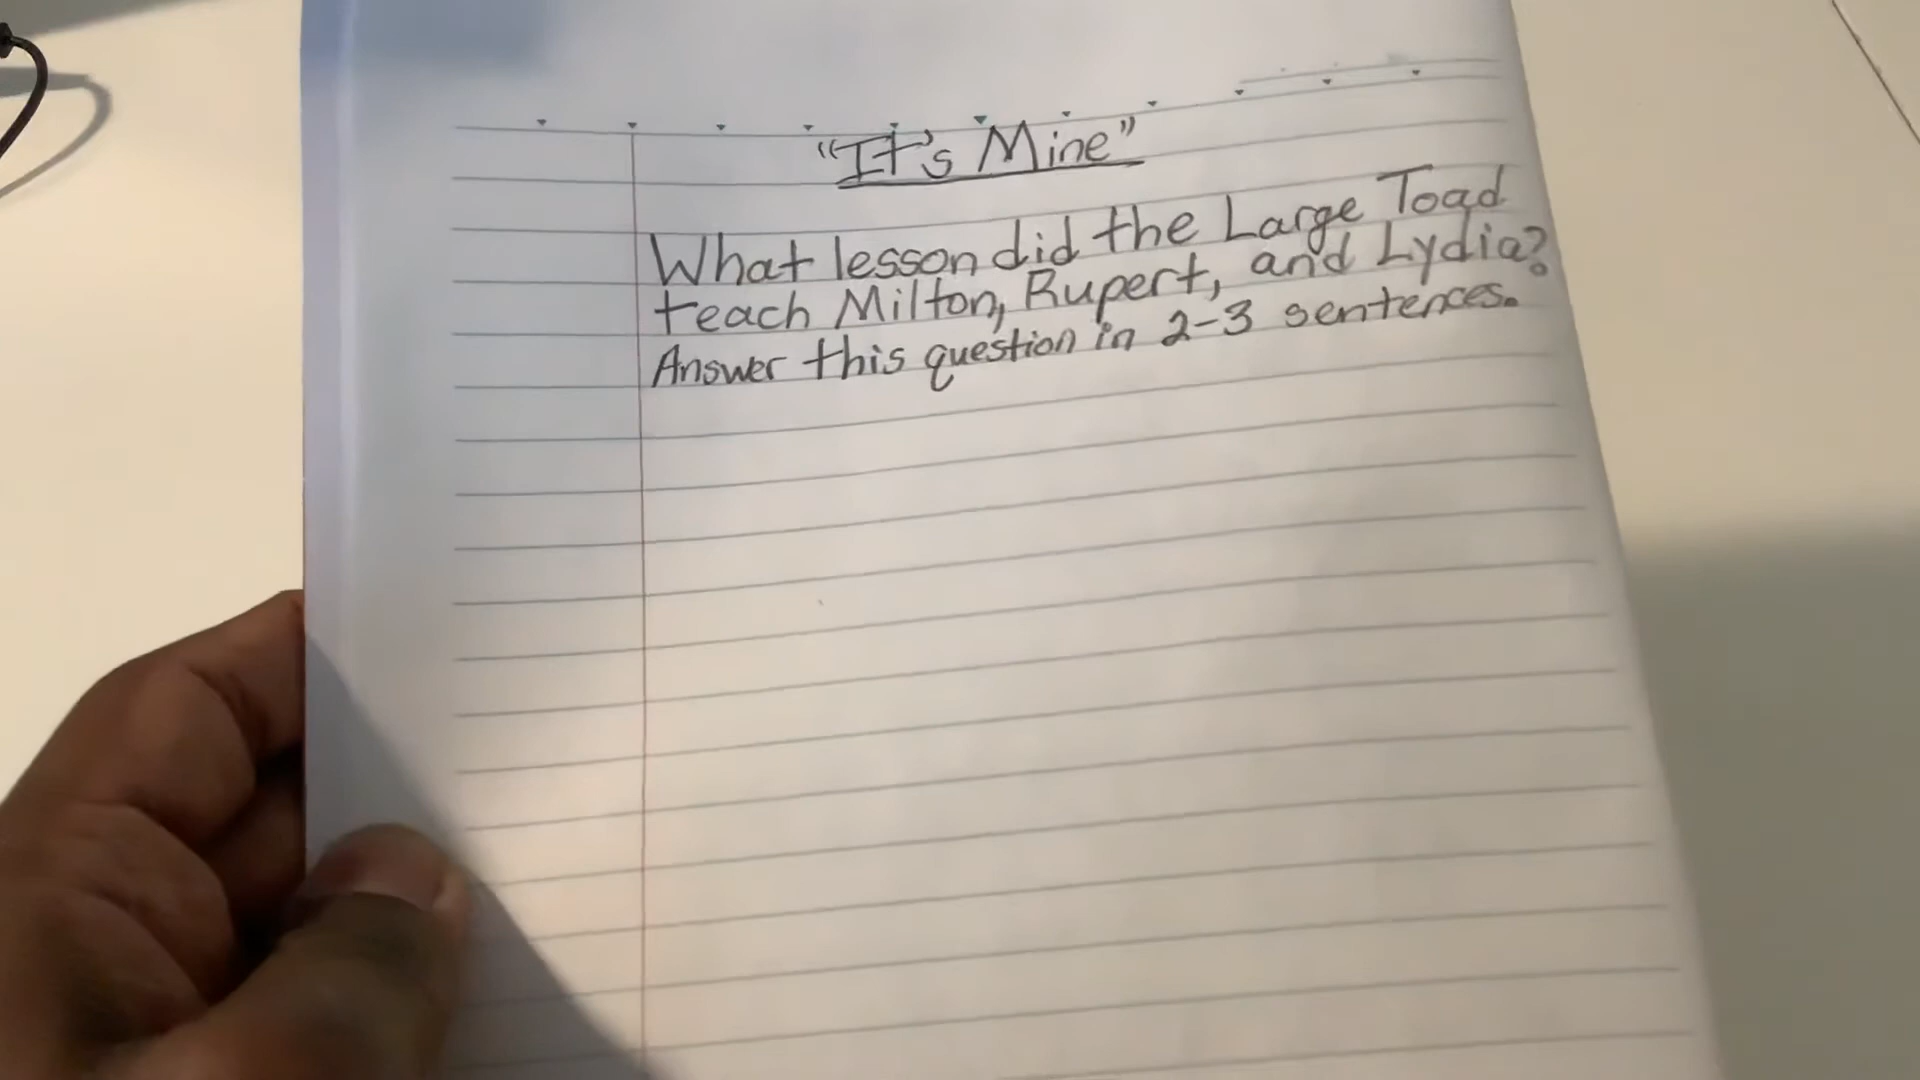 "It's Mine"
What lesson did the Large Toad
teach Milton, Rupert, and Lydia?
Answer this question in 2-3 sentences.